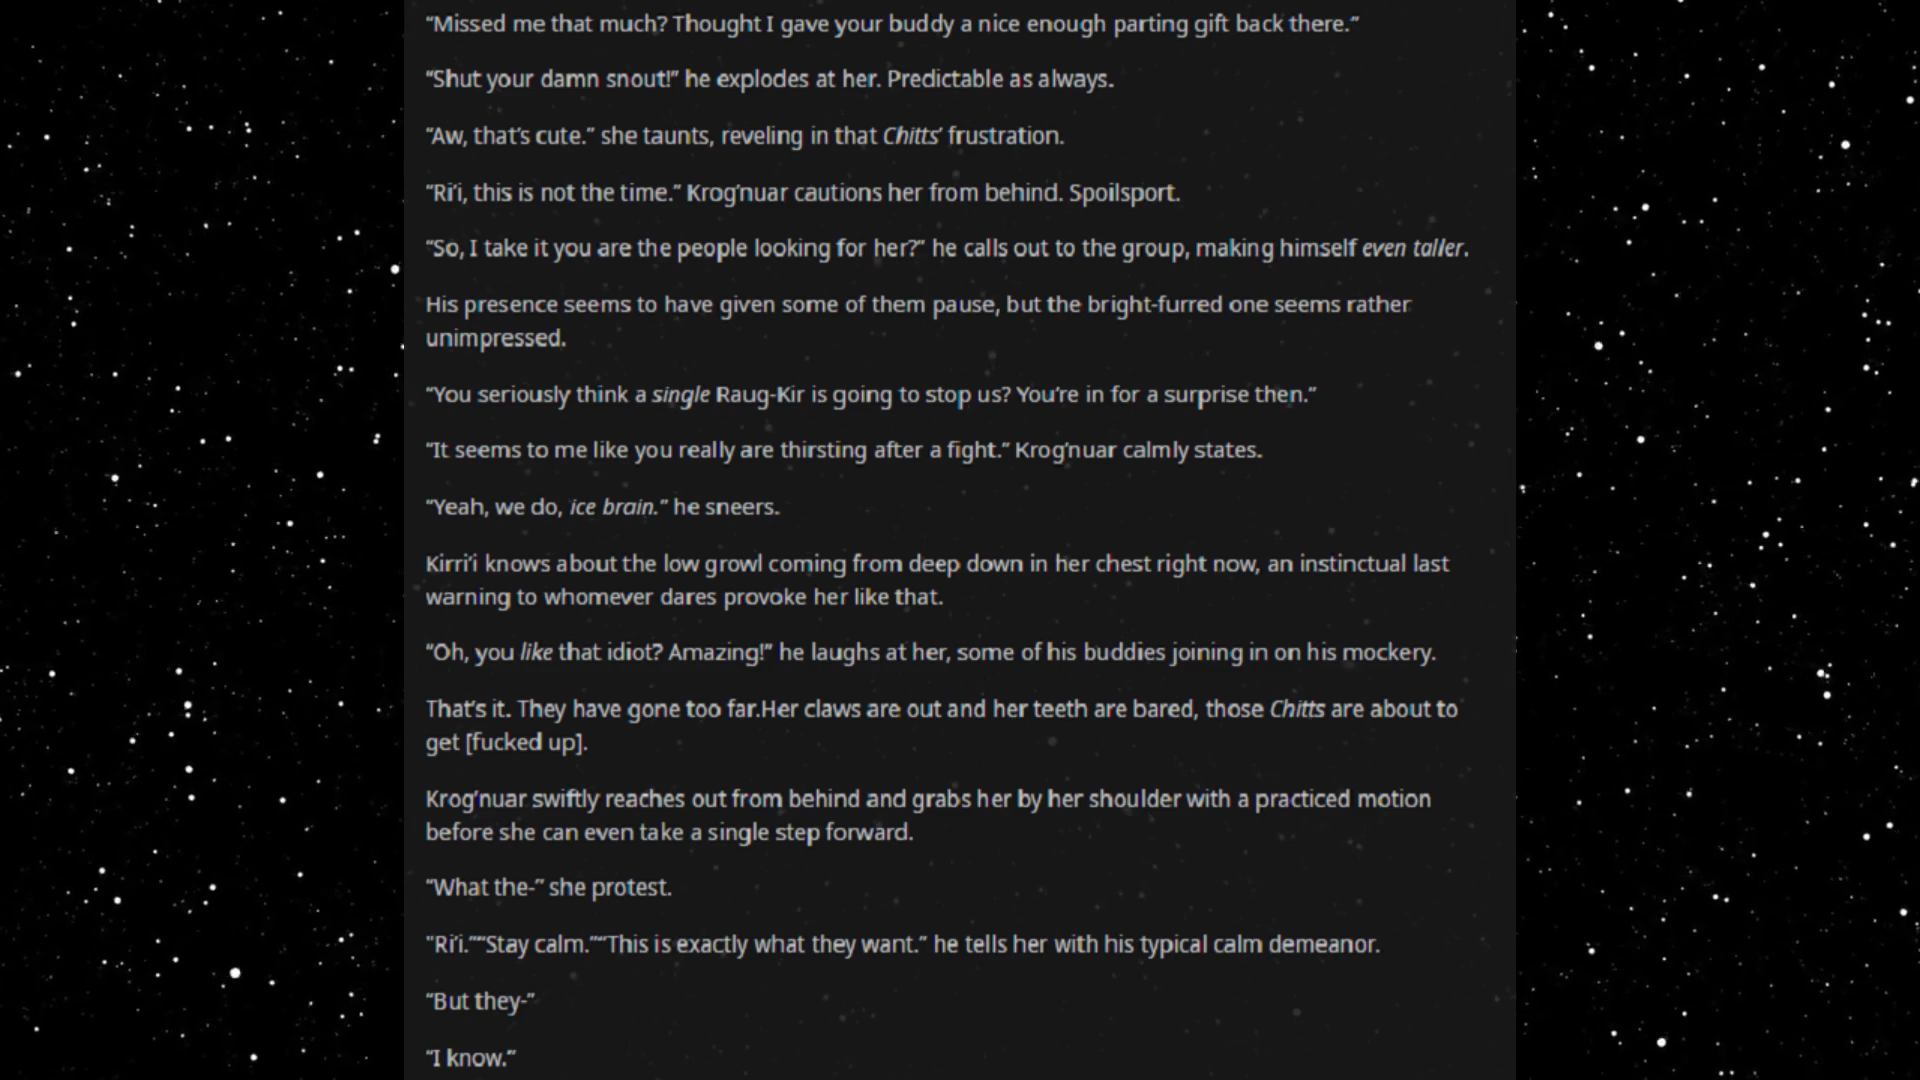 “Missed me that much? Thought I gave your buddy a nice enough parting gift back there.”
“Shut your damn snout!” he explodes at her. Predictable as always.
“Aw, that’s cute.” she taunts, reveling in that Chitts’ frustration.
“Ri’i, this is not the time.” Krog’nuar cautions her from behind. Spoilsport.
“So, I take it you are the people looking for her?” he calls out to the group, making himself even taller.
His presence seems to have given some of them pause, but the bright-furred one seems rather
unimpressed.
“You seriously think a single Raug-Kir is going to stop us? You’re in for a surprise then.”
“It seems to me like you really are thirsting after a fight.” Krog’nuar calmly states.
“Yeah, we do, ice brain.” he sneers.
Kirri’i knows about the low growl coming from deep down in her chest right now, an instinctual last
warning to whomever dares provoke her like that.
“Oh, you like that idiot? Amazing!” he laughs at her, some of his buddies joining in on his mockery.
That’s it. They have gone too far.Her claws are out and her teeth are bared, those Chitts are about to
get [fucked up].
Krog’nuar swiftly reaches out from behind and grabs her by her shoulder with a practiced motion
before she can even take a single step forward.
“What the-” she protest.
"Ri’i.”“Stay calm.”“This is exactly what they want.” he tells her with his typical calm demeanor.
“But they-”
“I know.”